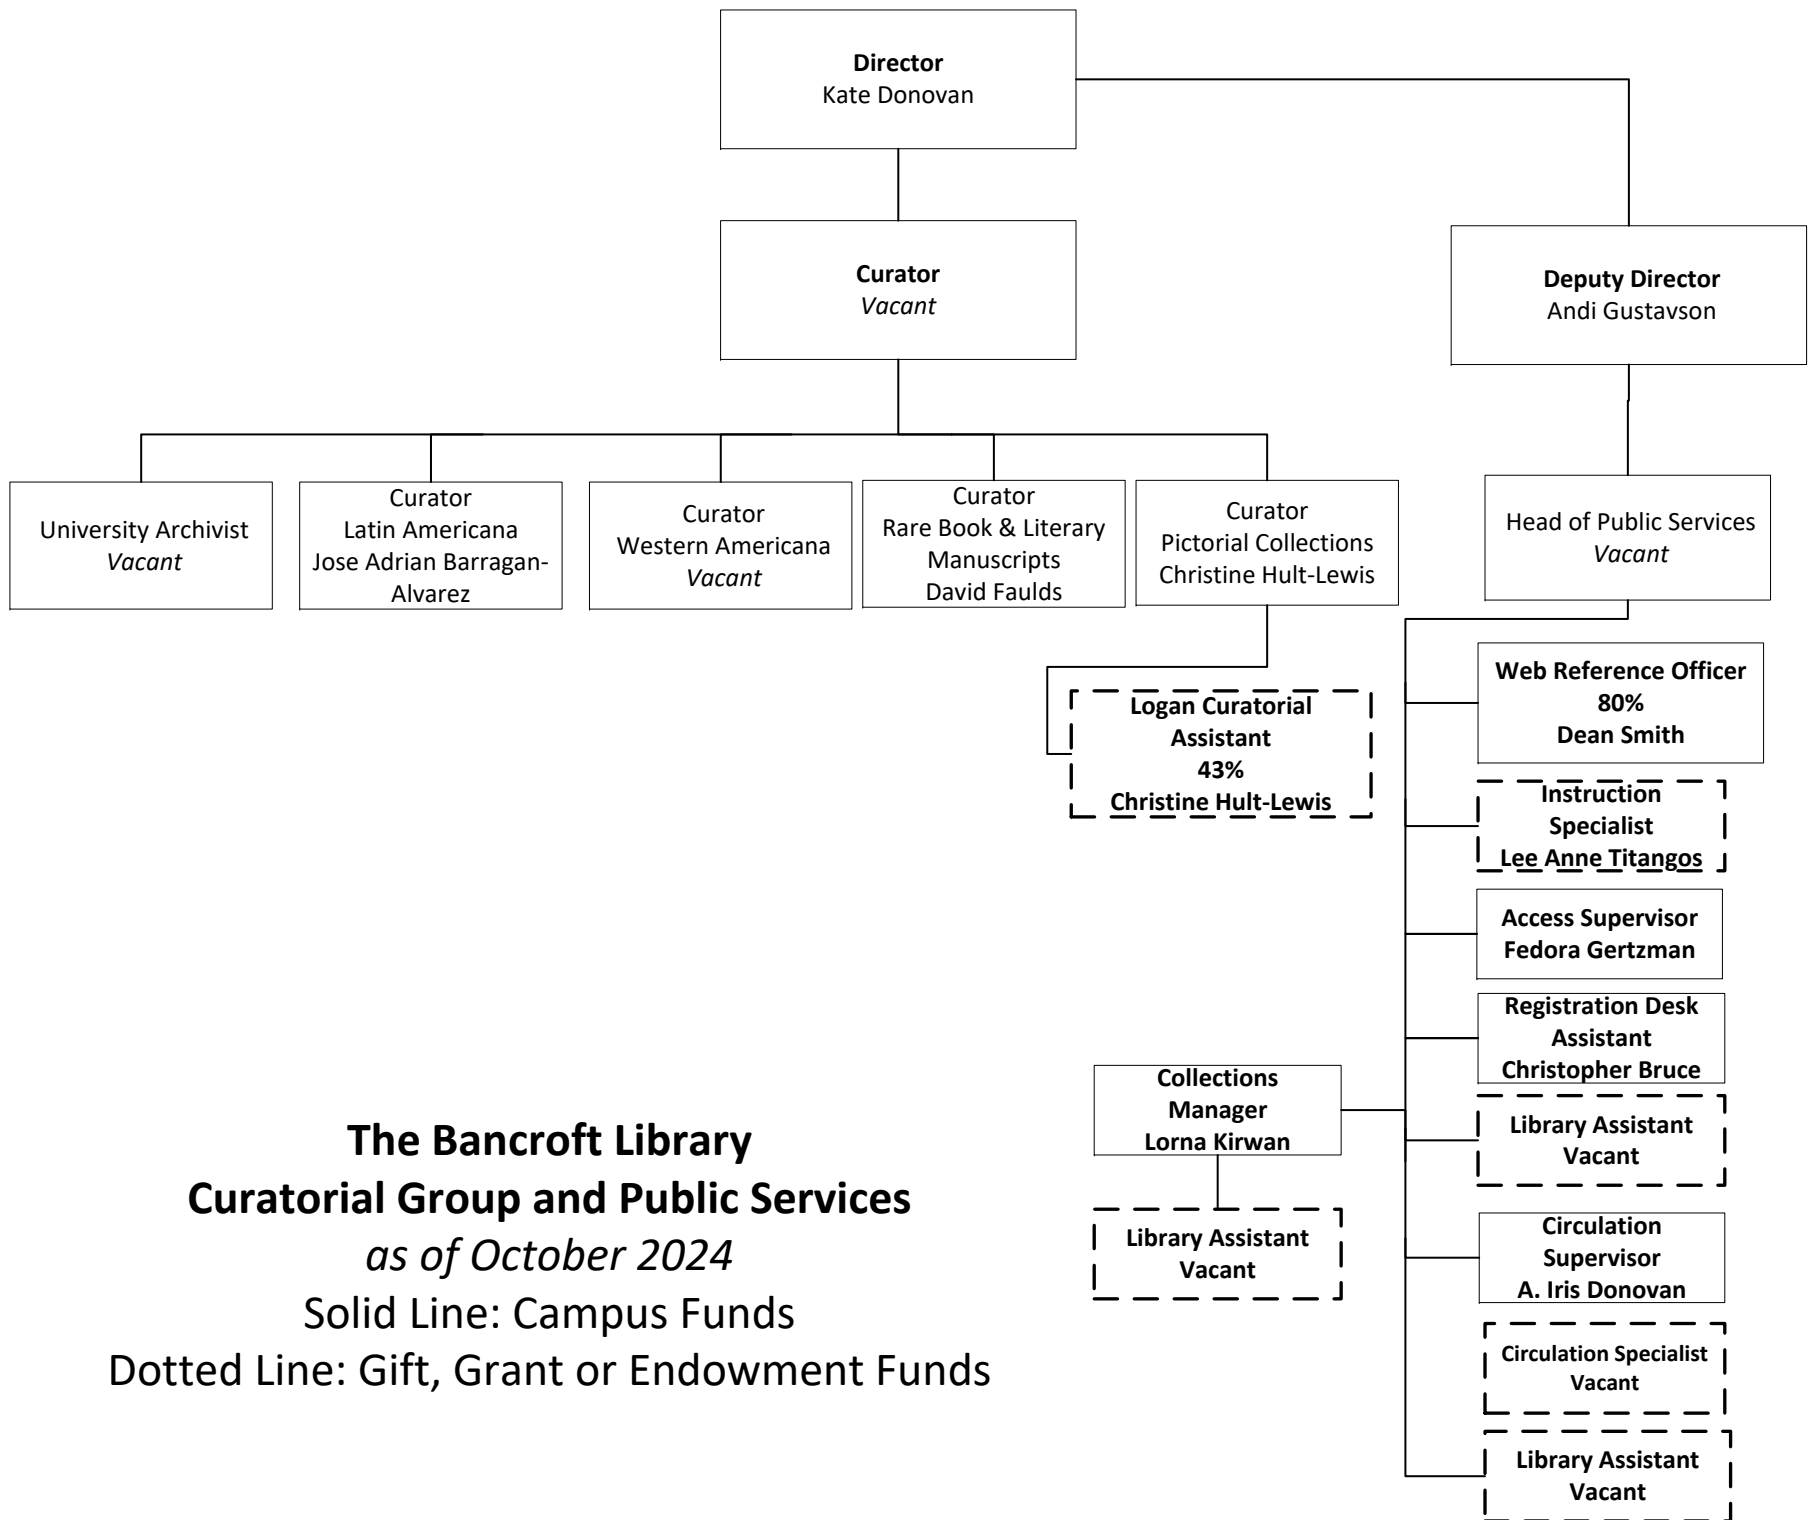 Director
Kate Donovan
Curator
Vacant
Deputy Director
Andi Gustavson
University Archivist
Vacant
Curator
Latin Americana
Jose Adrian Barragan-
Alvarez
Curator
Western Americana
Vacant
Curator
Rare Book & Literary
Manuscripts
David Faulds
Curator
Pictorial Collections
Christine Hult-Lewis
Head of Public Services
Vacant
Logan Curatorial
Assistant
43%
Christine Hult-Lewis
Web Reference Officer
80%
Dean Smith
Instruction
Specialist
Lee Anne Titangos
Access Supervisor
Fedora Gertzman
Registration Desk
Assistant
Christopher Bruce
Collections
Manager
Lorna Kirwan
Library Assistant
Vacant
Library Assistant
Vacant
Circulation
Supervisor
A. Iris Donovan
Circulation Specialist
Vacant
Library Assistant
Vacant
The Bancroft Library
Curatorial Group and Public Services
as of October 2024
Solid Line: Campus Funds
Dotted Line: Gift, Grant or Endowment Funds